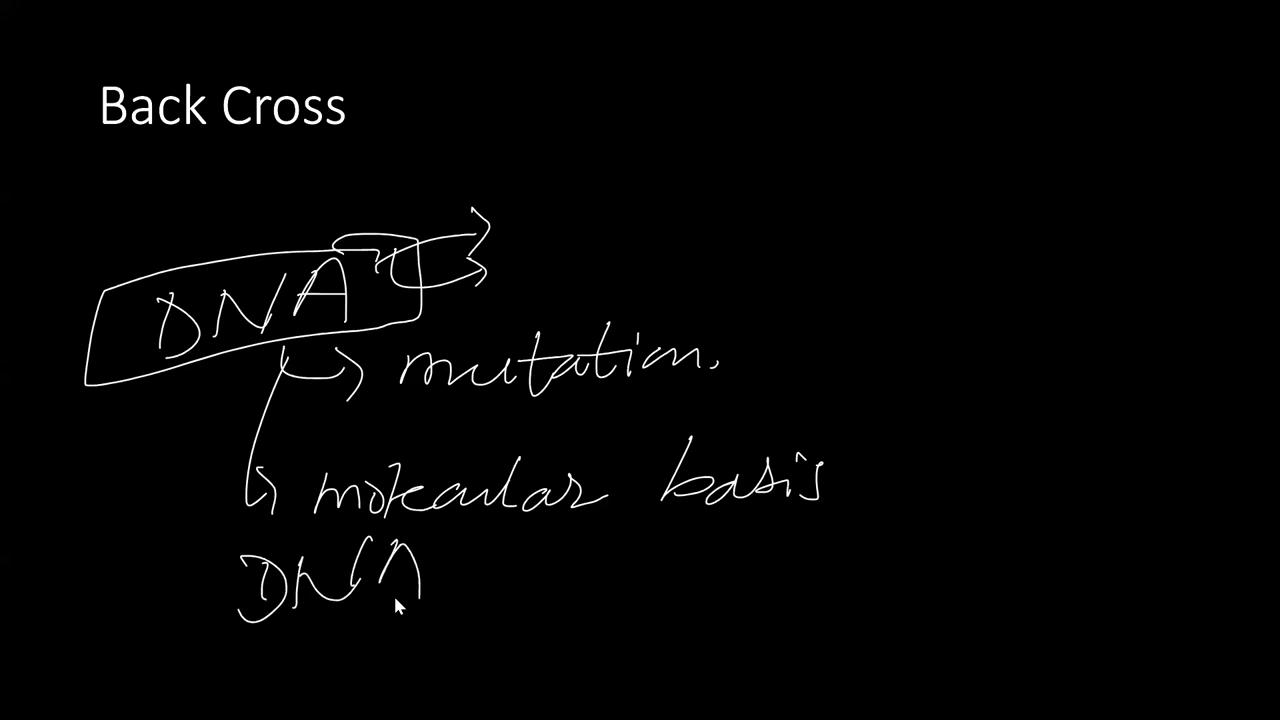 Back Cross
DNA
mutation.
molecular basis
DNA